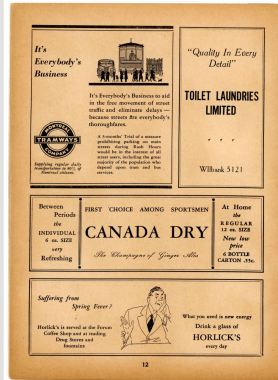 It's
Everybody's
Business
It's Everybody's Business to aid
in the free movement of street
traffic and eliminate delays —
because streets are everybody's
thoroughfares.
A 3-months' Trial of a measure
prohibiting parking on main
streets during Rush Hours
would be in the interest of all
street users, including the great
majority of the population who
depend upon tram and bus
services.
MONTREAL
TRAMWAYS
COMPANY
Supplying regular daily
transportation to 80% of
Montreal citizens.
"Quality In Every
Detail"
TOILET LAUNDRIES
LIMITED
WIlbank 5121
Between
Periods
the
INDIVIDUAL
6 oz. SIZE
very
Refreshing
FIRST CHOICE AMONG SPORTSMEN
CANADA DRY
The Champagne of Ginger Ales
At Home
the
REGULAR
12 oz. SIZE
New low
price
6 BOTTLE
CARTON .55c.
Suffering from
Spring Fever?
Horlick's is served at the Forum
Coffee Shop and at reading
Drug Stores and
fountains
What you need is new energy
Drink a glass of
HORLICK'S
every day
12